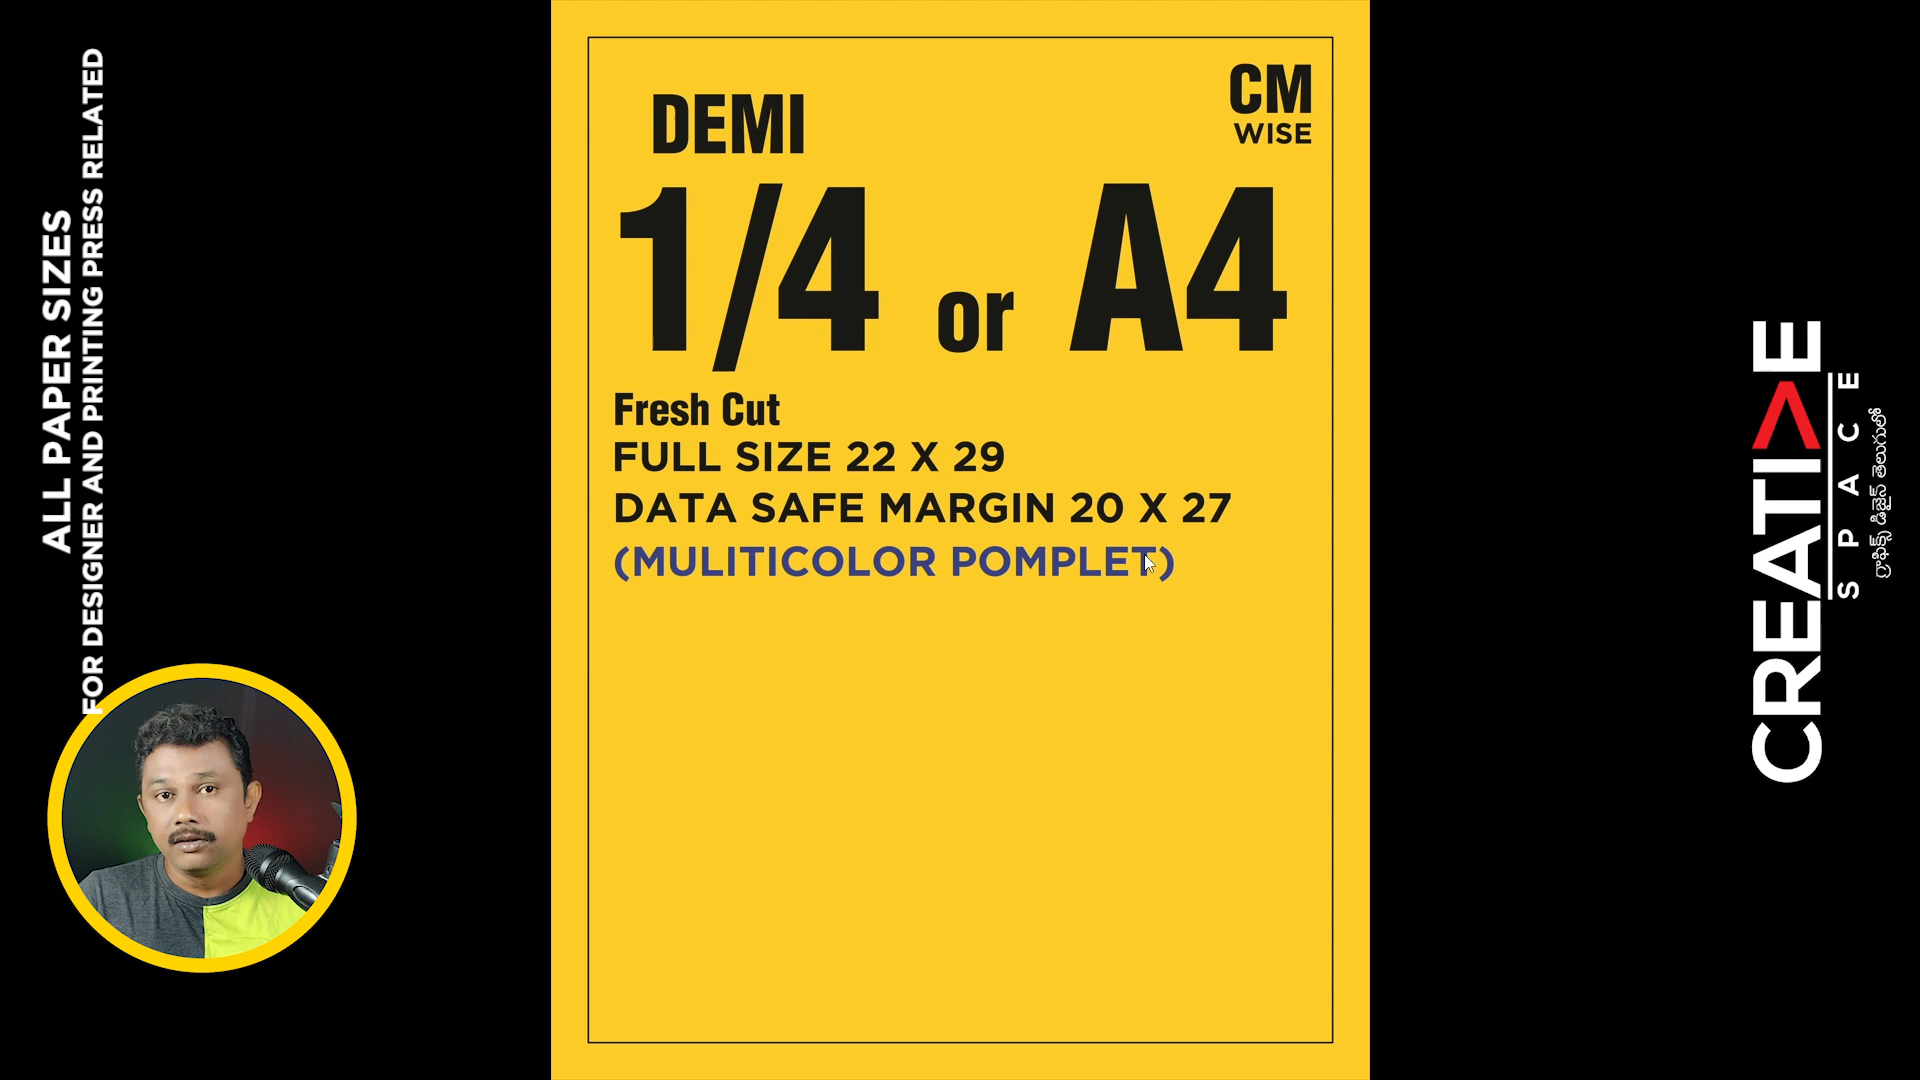 ALL PAPER SIZES
FOR DESIGNER AND PRINTING PRESS RELATED
DEMI
CM
WISE
1/4 or A4
Fresh Cut
FULL SIZE 22 X 29
DATA SAFE MARGIN 20 X 27
(MULITICOLOR POMPLET)
CREATIVE
SPACE
గ్రాఫిక్స్ డిజైన్ తెలుగులో